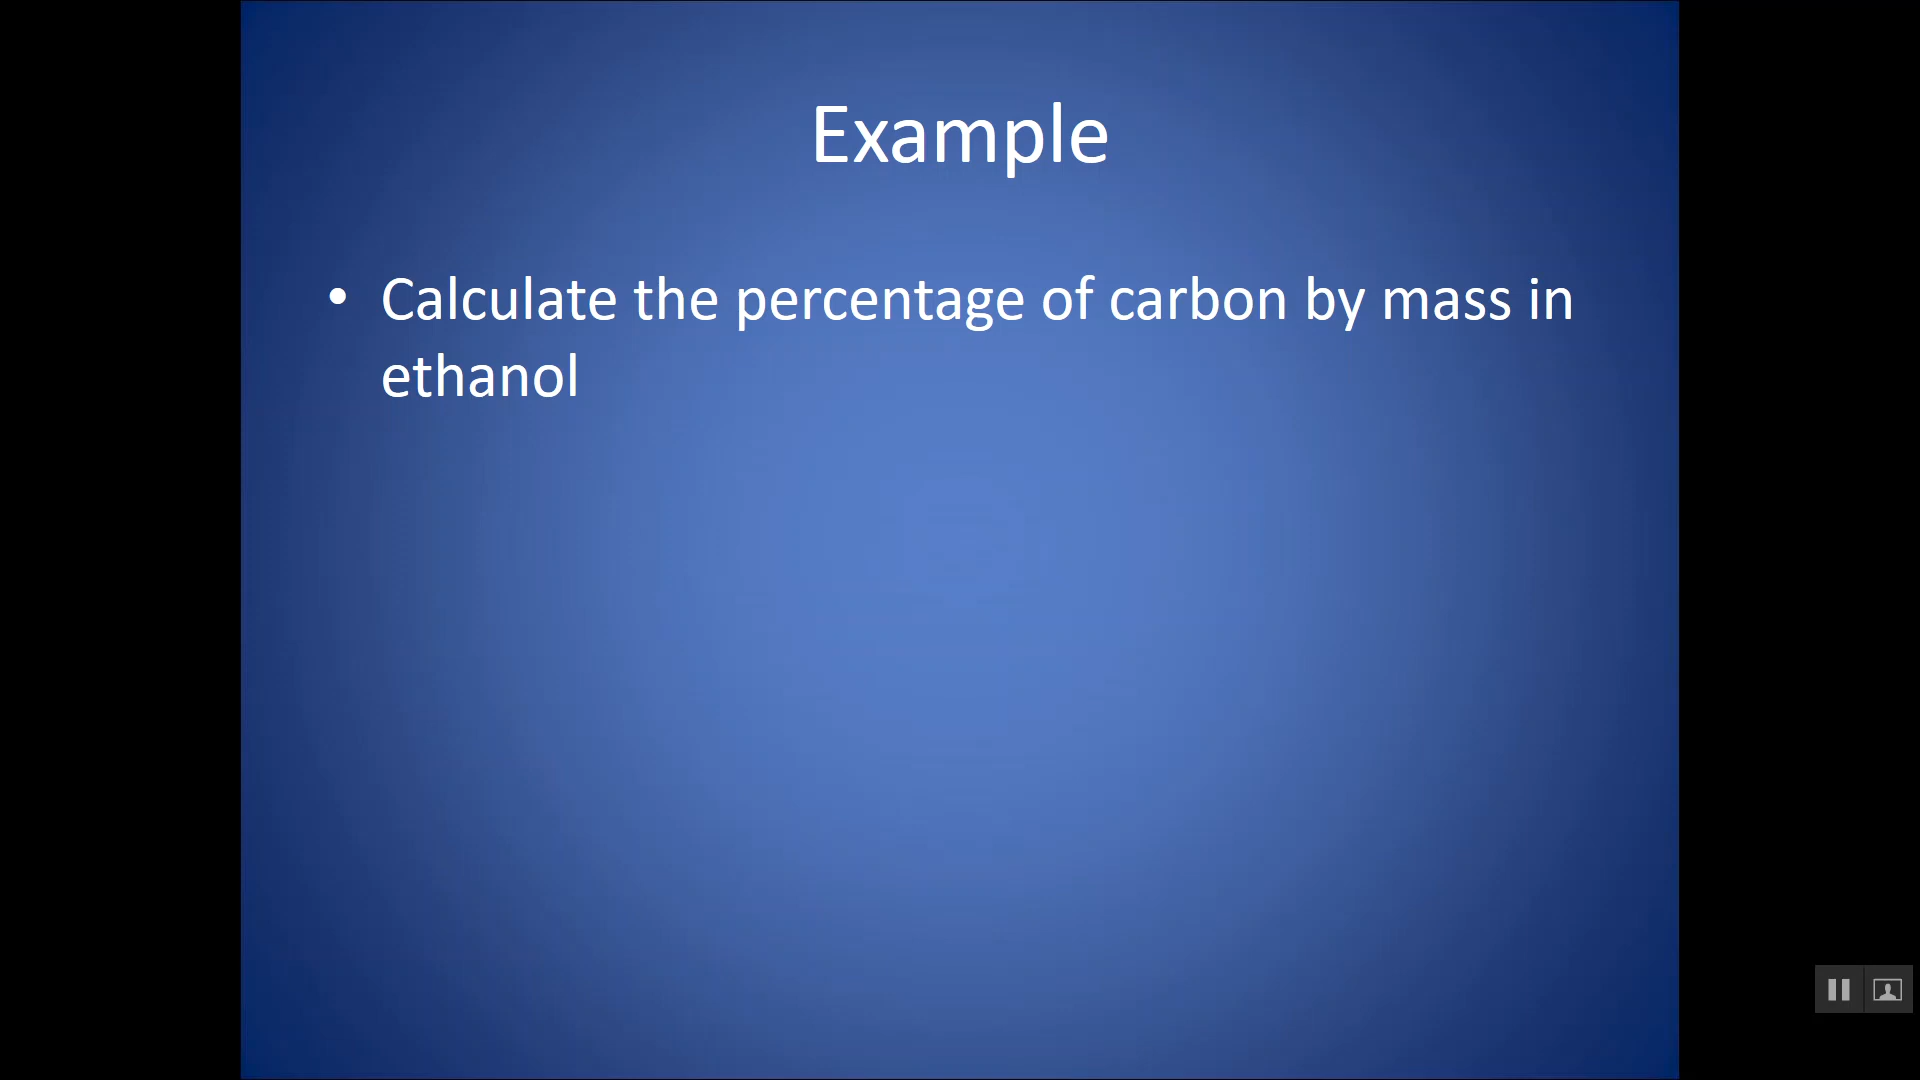 Example
• Calculate the percentage of carbon by mass in
ethanol